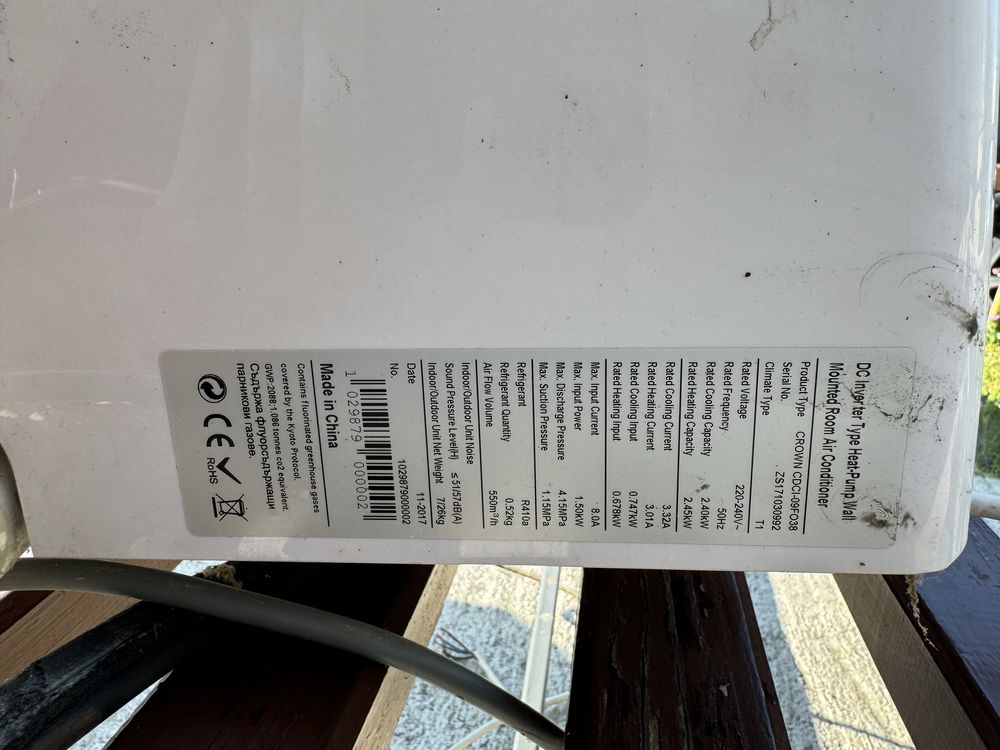 DC Inverter Type Heat-Pump Wall
Mounted Room Air Conditioner
Product Type CROWN CDCI-09FO38
Serial No. ZS171030992
Climate Type T1
Rated Voltage 220-240V~
Rated Frequency 50Hz
Rated Cooling Capacity 2.40kW
Rated Heating Capacity 2.45kW
Rated Cooling Current 3.32A
Rated Heating Current 3.01A
Rated Cooling Input 0.747kW
Rated Heating Input 0.678kW
Max. Input Current 8.0A
Max. Input Power 1.50kW
Max. Discharge Pressure 4.15MPa
Max. Suction Pressure 1.15MPa
Refrigerant R410a
Refrigerant Quantity 0.52kg
Air Flow Volume 550m³/h
Indoor/Outdoor Unit Noise
Sound Pressure Level(H) ≤51/57dB(A)
Indoor/Outdoor Unit Net Weight 7/26kg
Date 11-2017
No. 1029879000002
1 029879 000002
Made in China
Contains fluorinated greenhouse gases
covered by the Kyoto Protocol.
GWP:2088:1.086 tonnes co2 equivalent.
Съдържа флуорсъдържащи
парникови газове.
CE RoHS